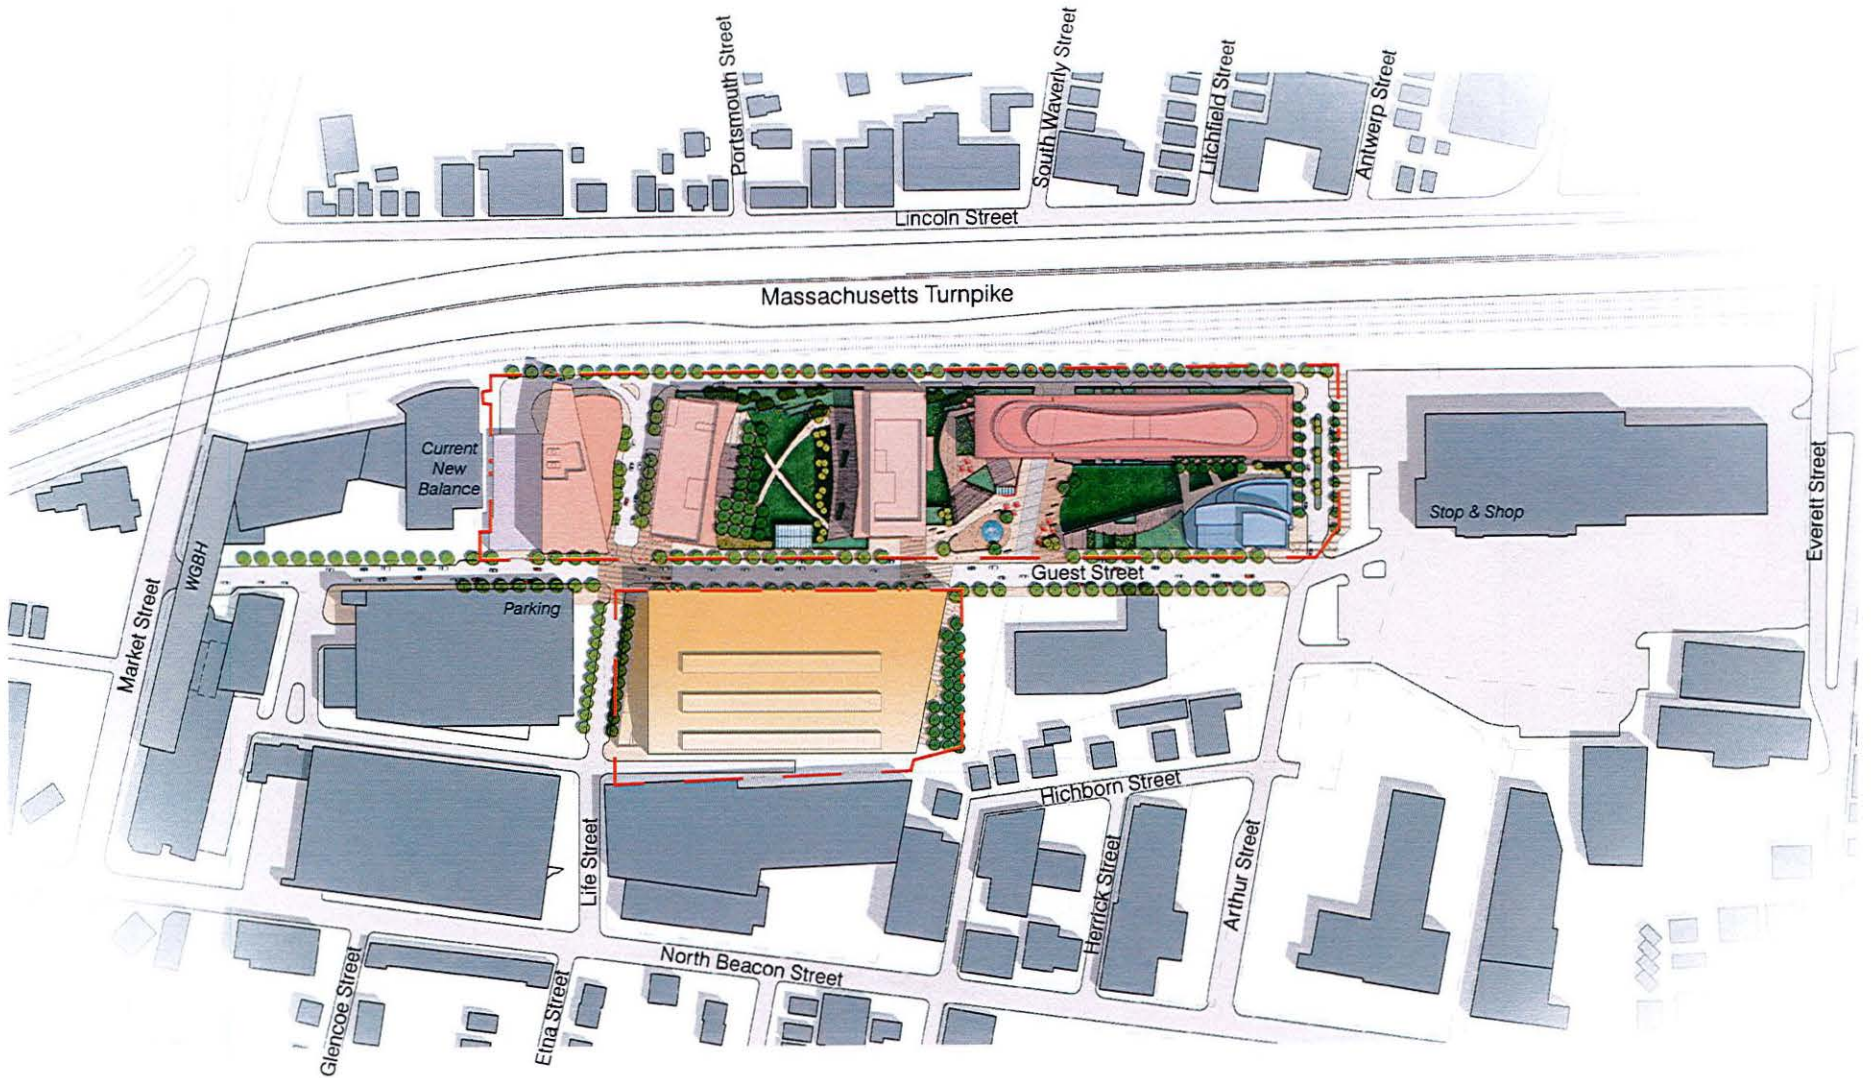 Portsmouth Street
South Waverly Street
Litchfield Street
Antwerp Street
Lincoln Street
Massachusetts Turnpike
Current
New
Balance
Stop & Shop
Everett Street
WGBH
Market Street
Parking
Guest Street
Hichborn Street
Life Street
Herrick Street
Arthur Street
North Beacon Street
Glencoe Street
Etna Street